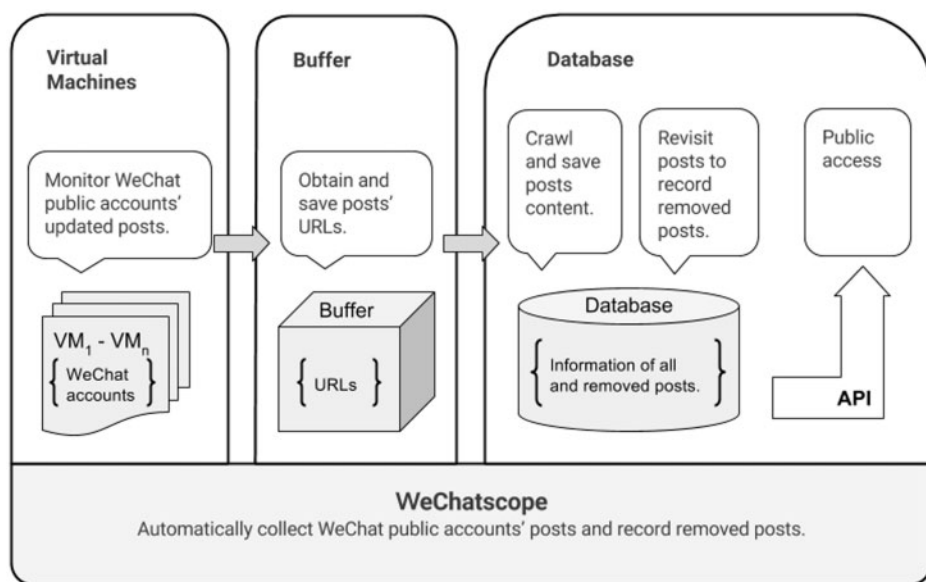 Virtual
Machines
Monitor WeChat
public accounts'
updated posts.
VM1 - VMn
{ WeChat
accounts }
Buffer
Obtain and
save posts'
URLs.
Buffer
{ URLs }
Database
Crawl
and save
posts
content.
Revisit
posts to
record
removed
posts.
Public
access
Database
{ Information of all
and removed posts. }
API
WeChatscope
Automatically collect WeChat public accounts' posts and record removed posts.